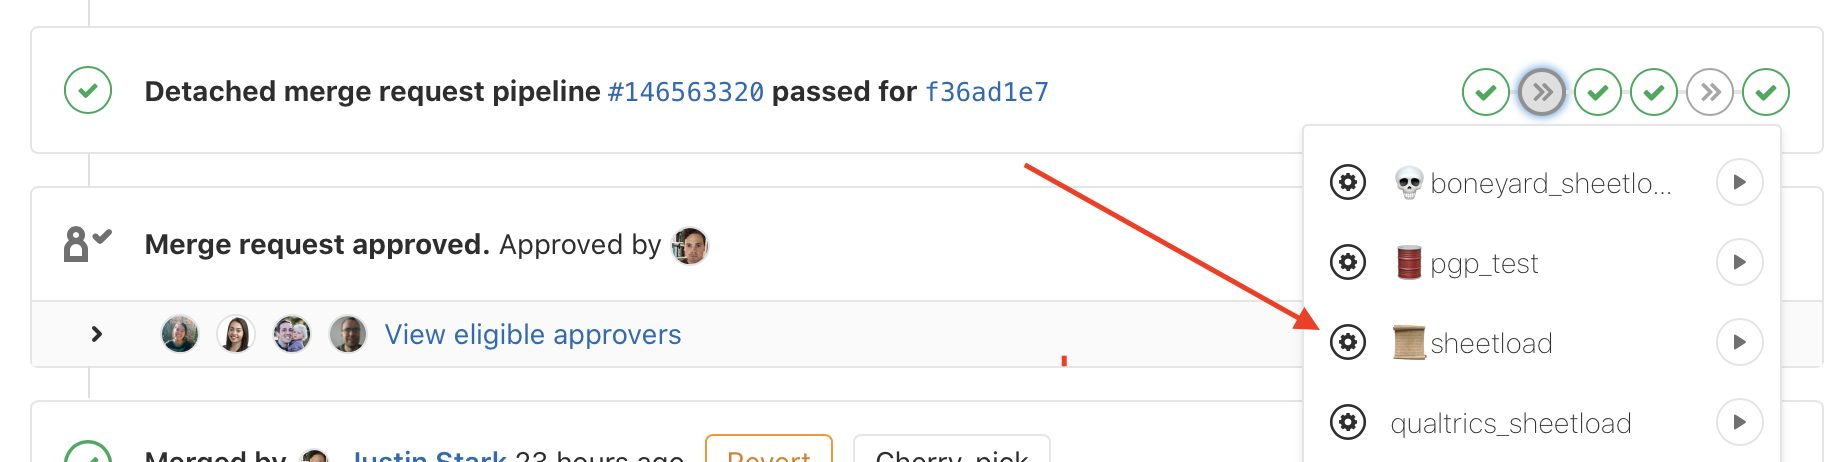 Detached merge request pipeline #146563320 passed for f36ad1e7
boneyard_sheetlo...
pgp_test
sheetload
qualtrics_sheetload
Merge request approved. Approved by
View eligible approvers
Merged by Justin Stark 23 hours ago Revert Cherry-pick